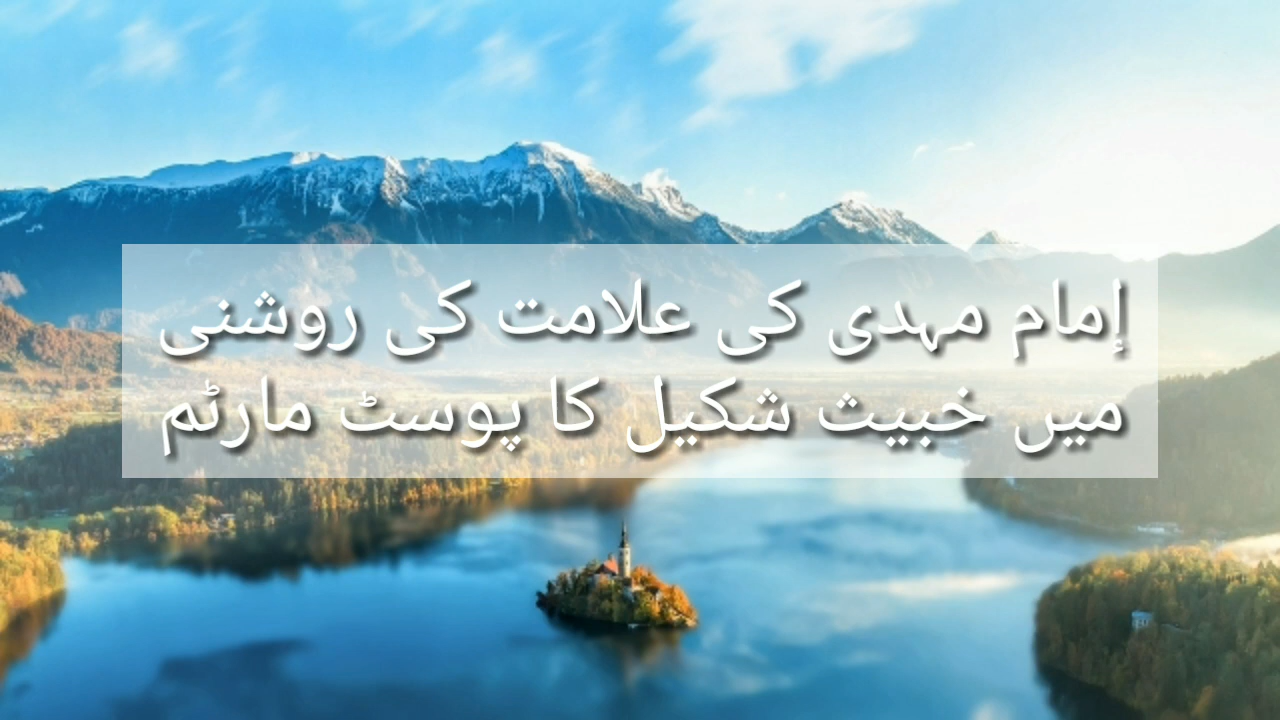 إمام مہدی کی علامت کی روشنی
میں خبیث شکیل کا پوسٹ مارٹم